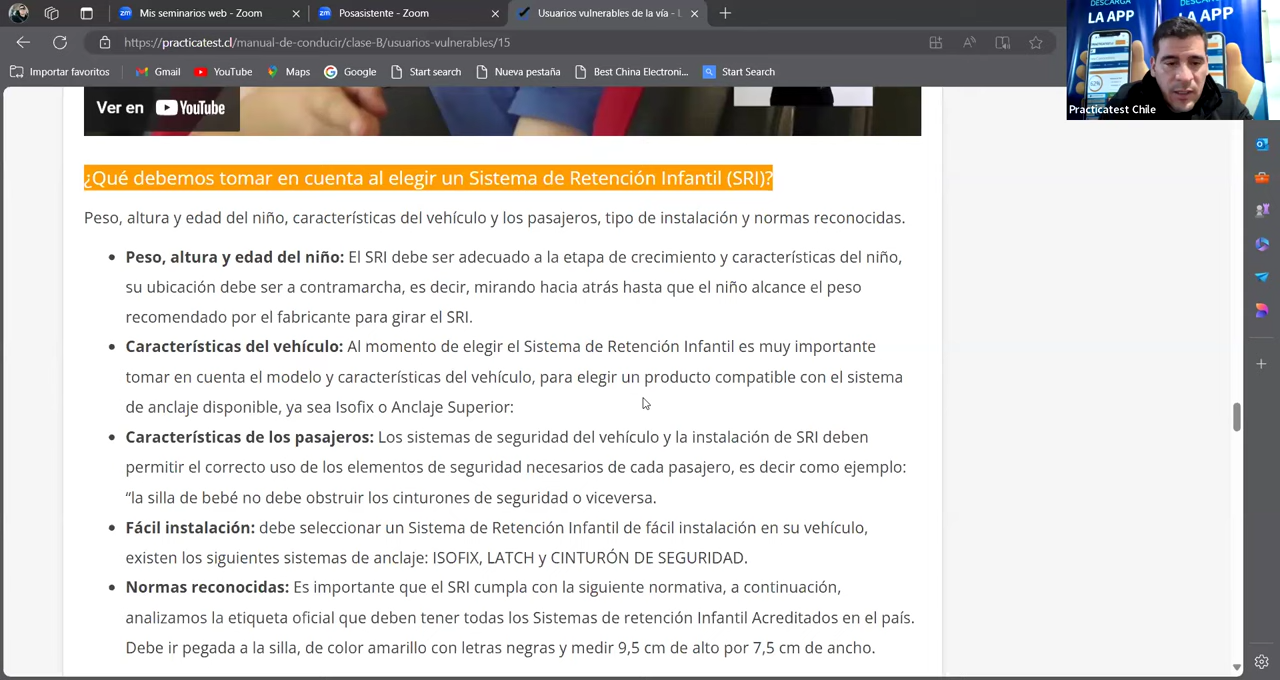 Mis seminarios web - Zoom
Posasistente - Zoom
Usuarios vulnerables de la vía - L
https://practicatest.cl/manual-de-conducir/clase-B/usuarios-vulnerables/15
Importar favoritos
Gmail
YouTube
Maps
Google
Start search
Nueva pestaña
Best China Electroni...
Start Search
DESCARGA
LA APP
DESCARGA
LA APP
Practicatest Chile
Ver en YouTube
¿Qué debemos tomar en cuenta al elegir un Sistema de Retención Infantil (SRI)?
Peso, altura y edad del niño, características del vehículo y los pasajeros, tipo de instalación y normas reconocidas.
• Peso, altura y edad del niño: El SRI debe ser adecuado a la etapa de crecimiento y características del niño,
su ubicación debe ser a contramarcha, es decir, mirando hacia atrás hasta que el niño alcance el peso
recomendado por el fabricante para girar el SRI.
• Características del vehículo: Al momento de elegir el Sistema de Retención Infantil es muy importante
tomar en cuenta el modelo y características del vehículo, para elegir un producto compatible con el sistema
de anclaje disponible, ya sea Isofix o Anclaje Superior:
• Características de los pasajeros: Los sistemas de seguridad del vehículo y la instalación de SRI deben
permitir el correcto uso de los elementos de seguridad necesarios de cada pasajero, es decir como ejemplo:
“la silla de bebé no debe obstruir los cinturones de seguridad o viceversa.
• Fácil instalación: debe seleccionar un Sistema de Retención Infantil de fácil instalación en su vehículo,
existen los siguientes sistemas de anclaje: ISOFIX, LATCH y CINTURÓN DE SEGURIDAD.
• Normas reconocidas: Es importante que el SRI cumpla con la siguiente normativa, a continuación,
analizamos la etiqueta oficial que deben tener todas los Sistemas de retención Infantil Acreditados en el país.
Debe ir pegada a la silla, de color amarillo con letras negras y medir 9,5 cm de alto por 7,5 cm de ancho.